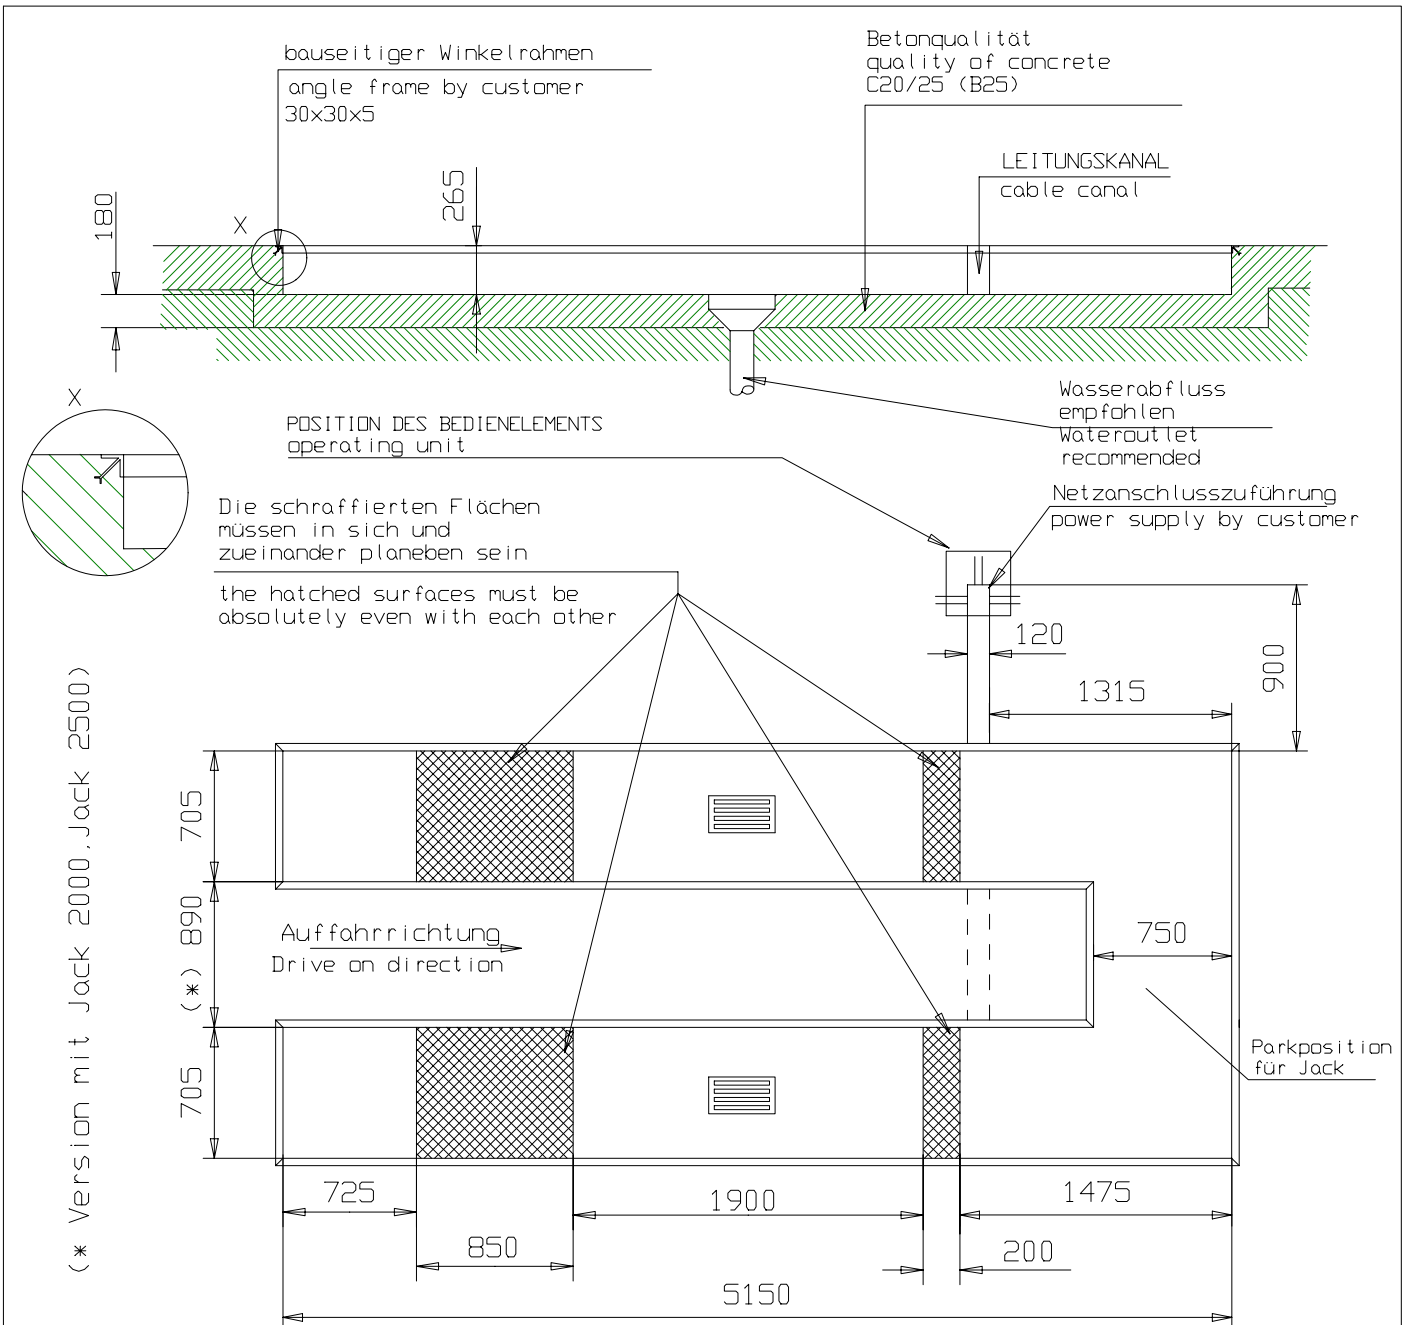 bauseitiger Winkelrahmen
angle frame by customer
30x30x5
Betonqualität
quality of concrete
C20/25 (B25)
LEITUNGSKANAL
cable canal
180
X
265
X
Wasserabfluss
empfohlen
Wateroutlet
recommended
POSITION DES BEDIENELEMENTS
operating unit
Netzanschlusszuführung
power supply by customer
Die schraffierten Flächen
müssen in sich und
zueinander planeben sein
the hatched surfaces must be
absolutely even with each other
120
900
1315
(* Version mit Jack 2000,Jack 2500)
705
(*) 890
705
Auffahrrichtung
Drive on direction
750
Parkposition
für Jack
725
1900
1475
850
200
5150